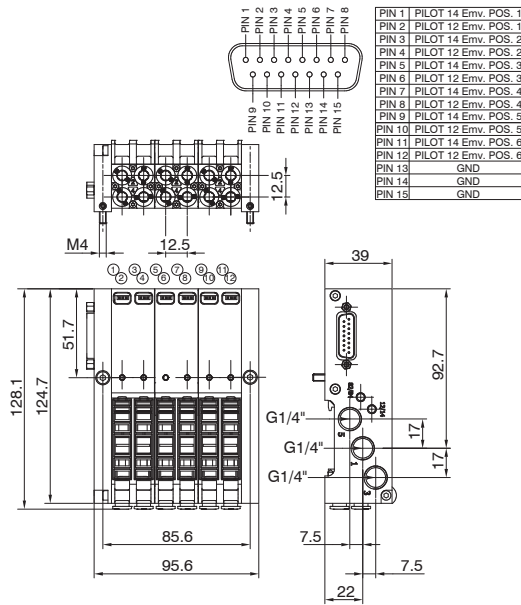 PIN 1
PIN 2
PIN 3
PIN 4
PIN 5
PIN 6
PIN 7
PIN 8
PIN 9
PIN 10
PIN 11
PIN 12
PIN 13
PIN 14
PIN 15
PIN 1 PILOT 14 Emv. POS. 1
PIN 2 PILOT 12 Emv. POS. 1
PIN 3 PILOT 14 Emv. POS. 2
PIN 4 PILOT 12 Emv. POS. 2
PIN 5 PILOT 14 Emv. POS. 3
PIN 6 PILOT 12 Emv. POS. 3
PIN 7 PILOT 14 Emv. POS. 4
PIN 8 PILOT 12 Emv. POS. 4
PIN 9 PILOT 14 Emv. POS. 5
PIN 10 PILOT 12 Emv. POS. 5
PIN 11 PILOT 14 Emv. POS. 6
PIN 12 PILOT 12 Emv. POS. 6
PIN 13 GND
PIN 14 GND
PIN 15 GND
12.5
M4
12.5
39
1 3 5 7 9 11
2 4 6 8 10 12
51.7
124.7
128.1
92.7
82/84
12/14
G1/4"
5
17
G1/4"
1
17
G1/4"
3
85.6
95.6
7.5
7.5
22